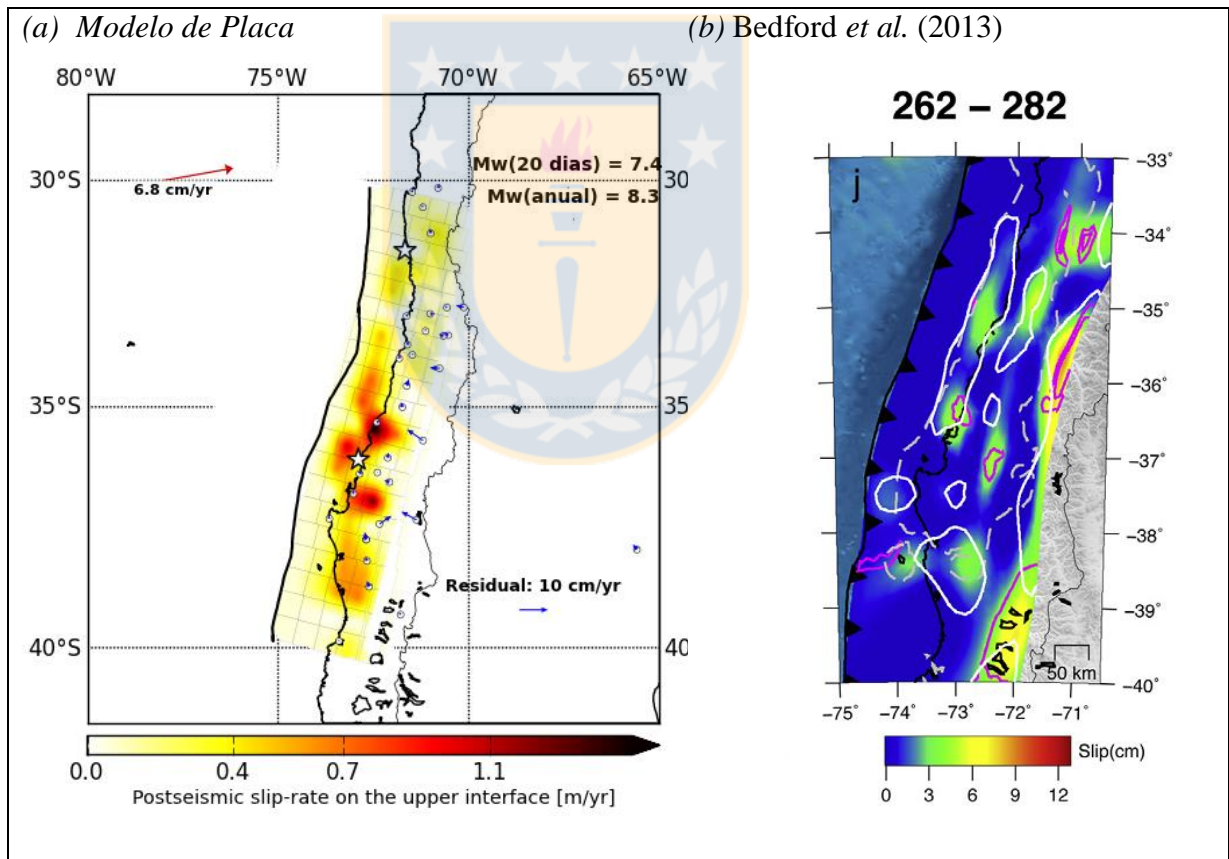 (a) Modelo de Placa
(b) Bedford et al. (2013)
80°W 75°W 70°W 65°W
30°S
35°S
40°S
6.8 cm/yr
Mw(20 dias) = 7.4
30
Mw(anual) = 8.3
Residual: 10 cm/yr
40
0.0 0.4 0.7 1.1
Postseismic slip-rate on the upper interface [m/yr]
262 – 282
j
−33°
−34°
−35°
−36°
−37°
−38°
−39°
−40°
50 km
−75° −74° −73° −72° −71°
Slip(cm)
0 3 6 9 12